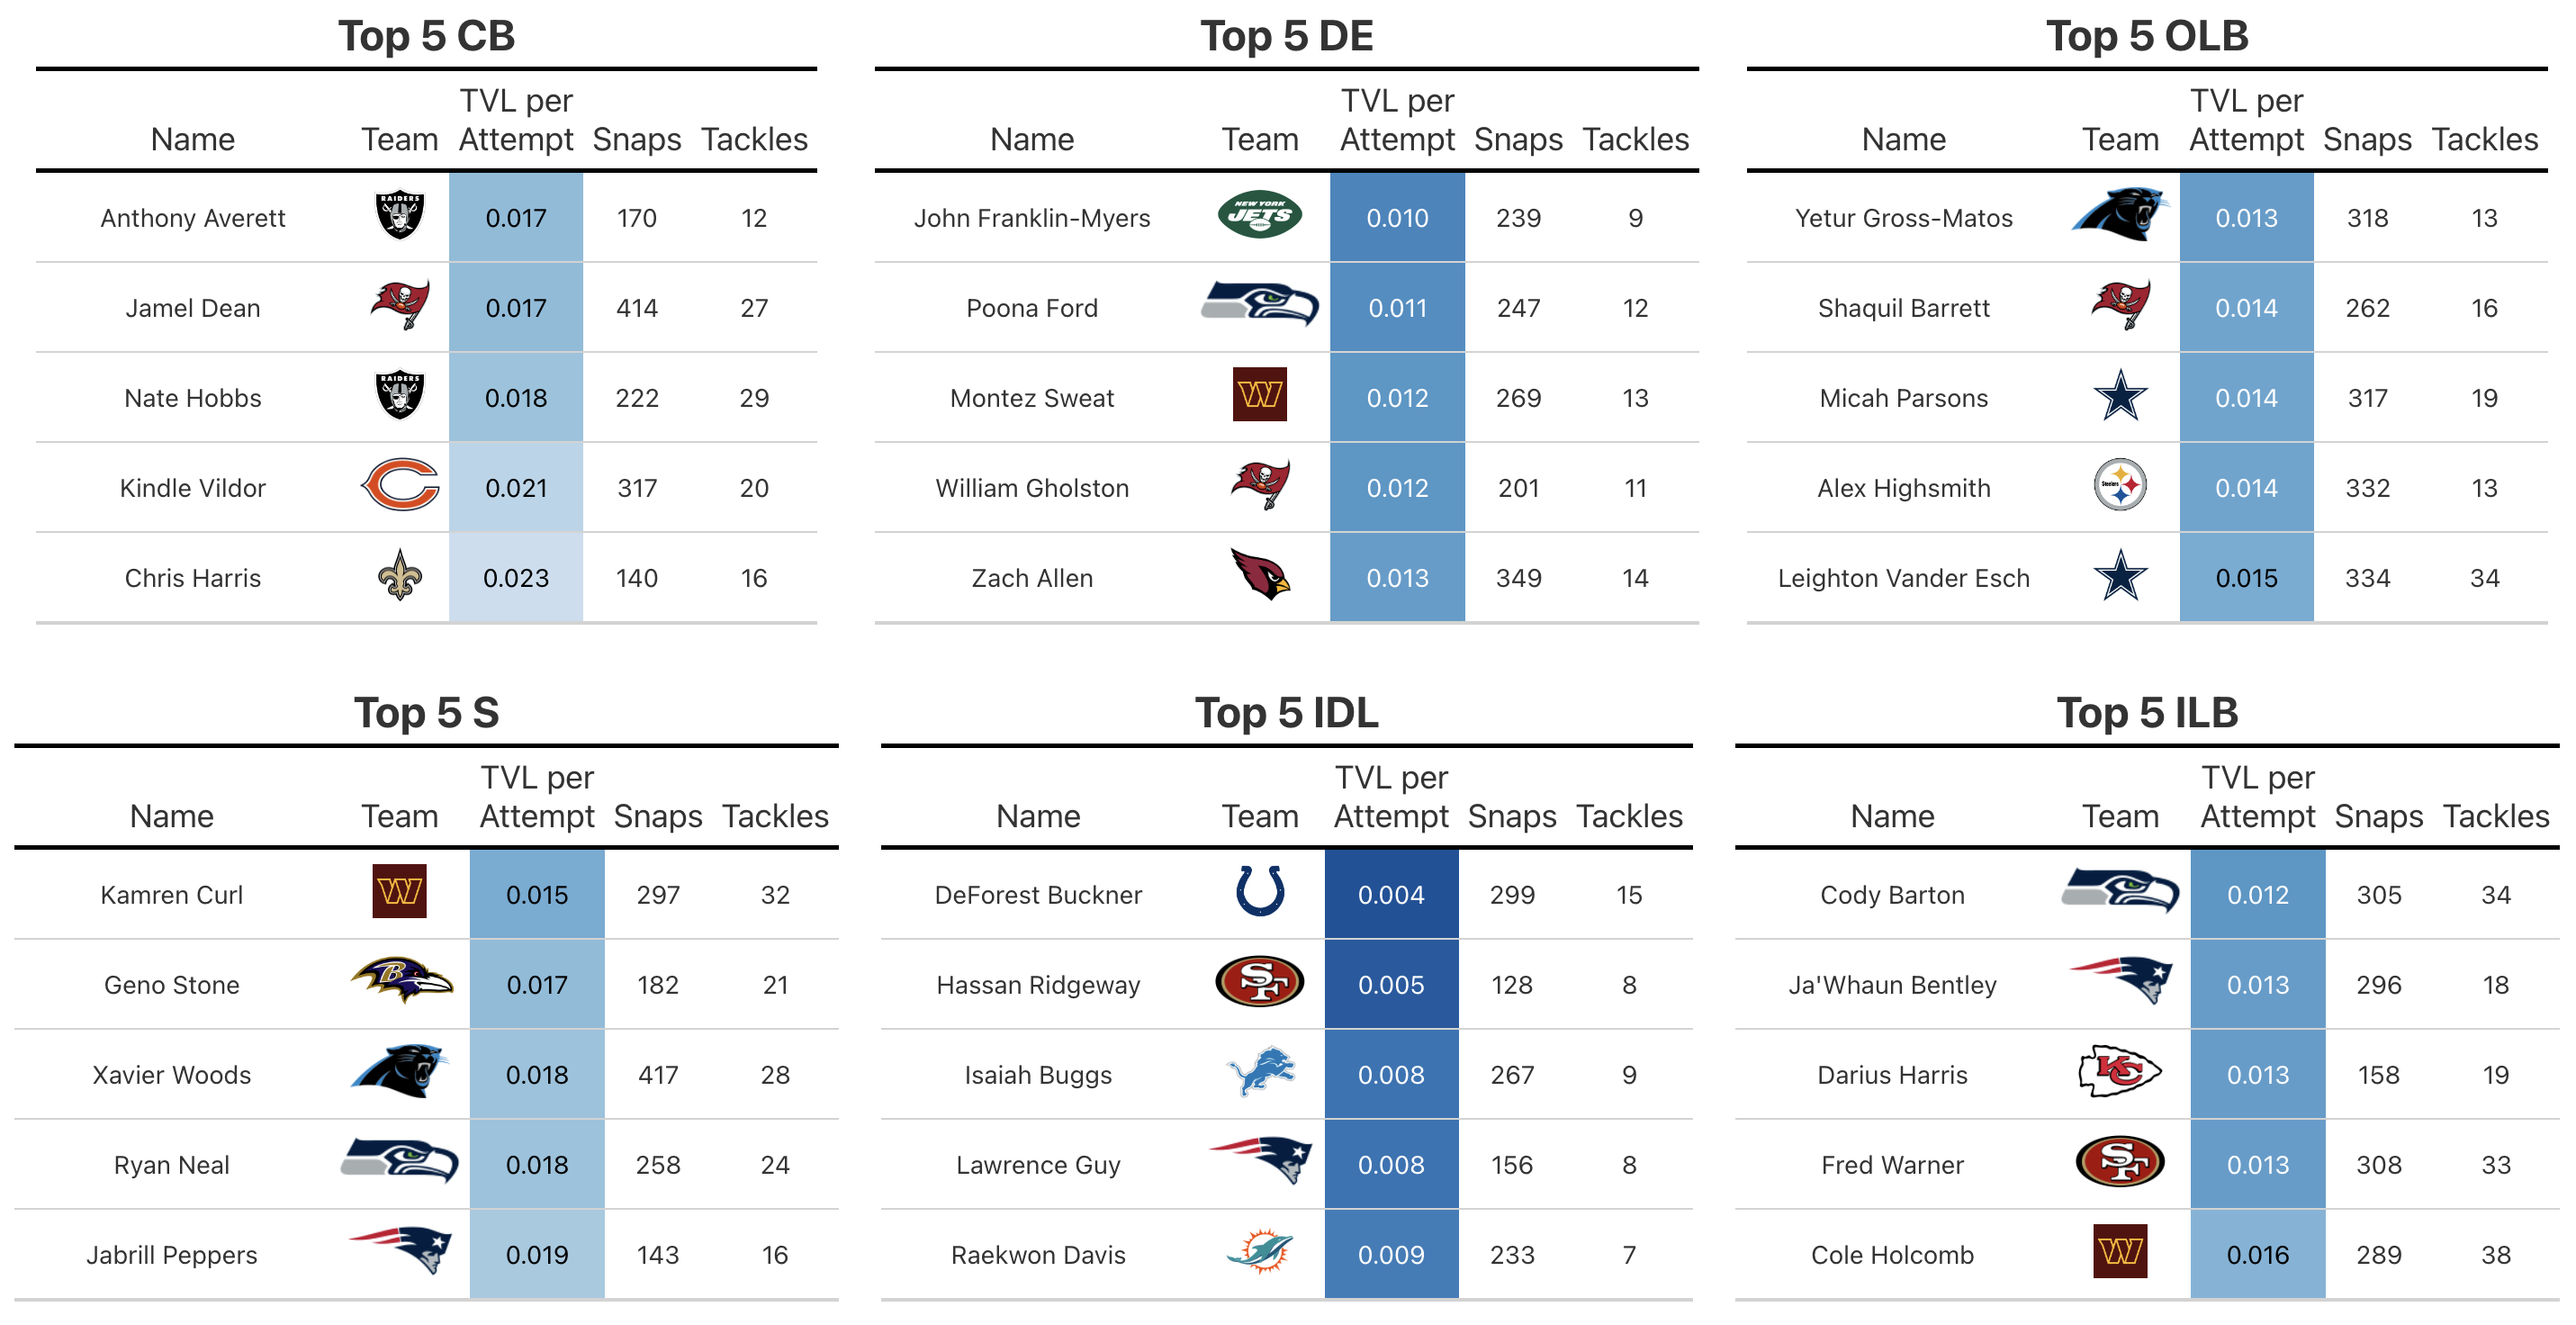 Top 5 CB
Name Team TVL per Attempt Snaps Tackles
Anthony Averett RAIDERS 0.017 170 12
Jamel Dean 0.017 414 27
Nate Hobbs RAIDERS 0.018 222 29
Kindle Vildor C 0.021 317 20
Chris Harris 0.023 140 16
Top 5 DE
Name Team TVL per Attempt Snaps Tackles
John Franklin-Myers NEW YORK JETS 0.010 239 9
Poona Ford 0.011 247 12
Montez Sweat W 0.012 269 13
William Gholston 0.012 201 11
Zach Allen 0.013 349 14
Top 5 OLB
Name Team TVL per Attempt Snaps Tackles
Yetur Gross-Matos 0.013 318 13
Shaquil Barrett 0.014 262 16
Micah Parsons 0.014 317 19
Alex Highsmith Steelers 0.014 332 13
Leighton Vander Esch 0.015 334 34
Top 5 S
Name Team TVL per Attempt Snaps Tackles
Kamren Curl W 0.015 297 32
Geno Stone B 0.017 182 21
Xavier Woods 0.018 417 28
Ryan Neal 0.018 258 24
Jabrill Peppers 0.019 143 16
Top 5 IDL
Name Team TVL per Attempt Snaps Tackles
DeForest Buckner 0.004 299 15
Hassan Ridgeway SF 0.005 128 8
Isaiah Buggs 0.008 267 9
Lawrence Guy 0.008 156 8
Raekwon Davis 0.009 233 7
Top 5 ILB
Name Team TVL per Attempt Snaps Tackles
Cody Barton 0.012 305 34
Ja'Whaun Bentley 0.013 296 18
Darius Harris KC 0.013 158 19
Fred Warner SF 0.013 308 33
Cole Holcomb W 0.016 289 38